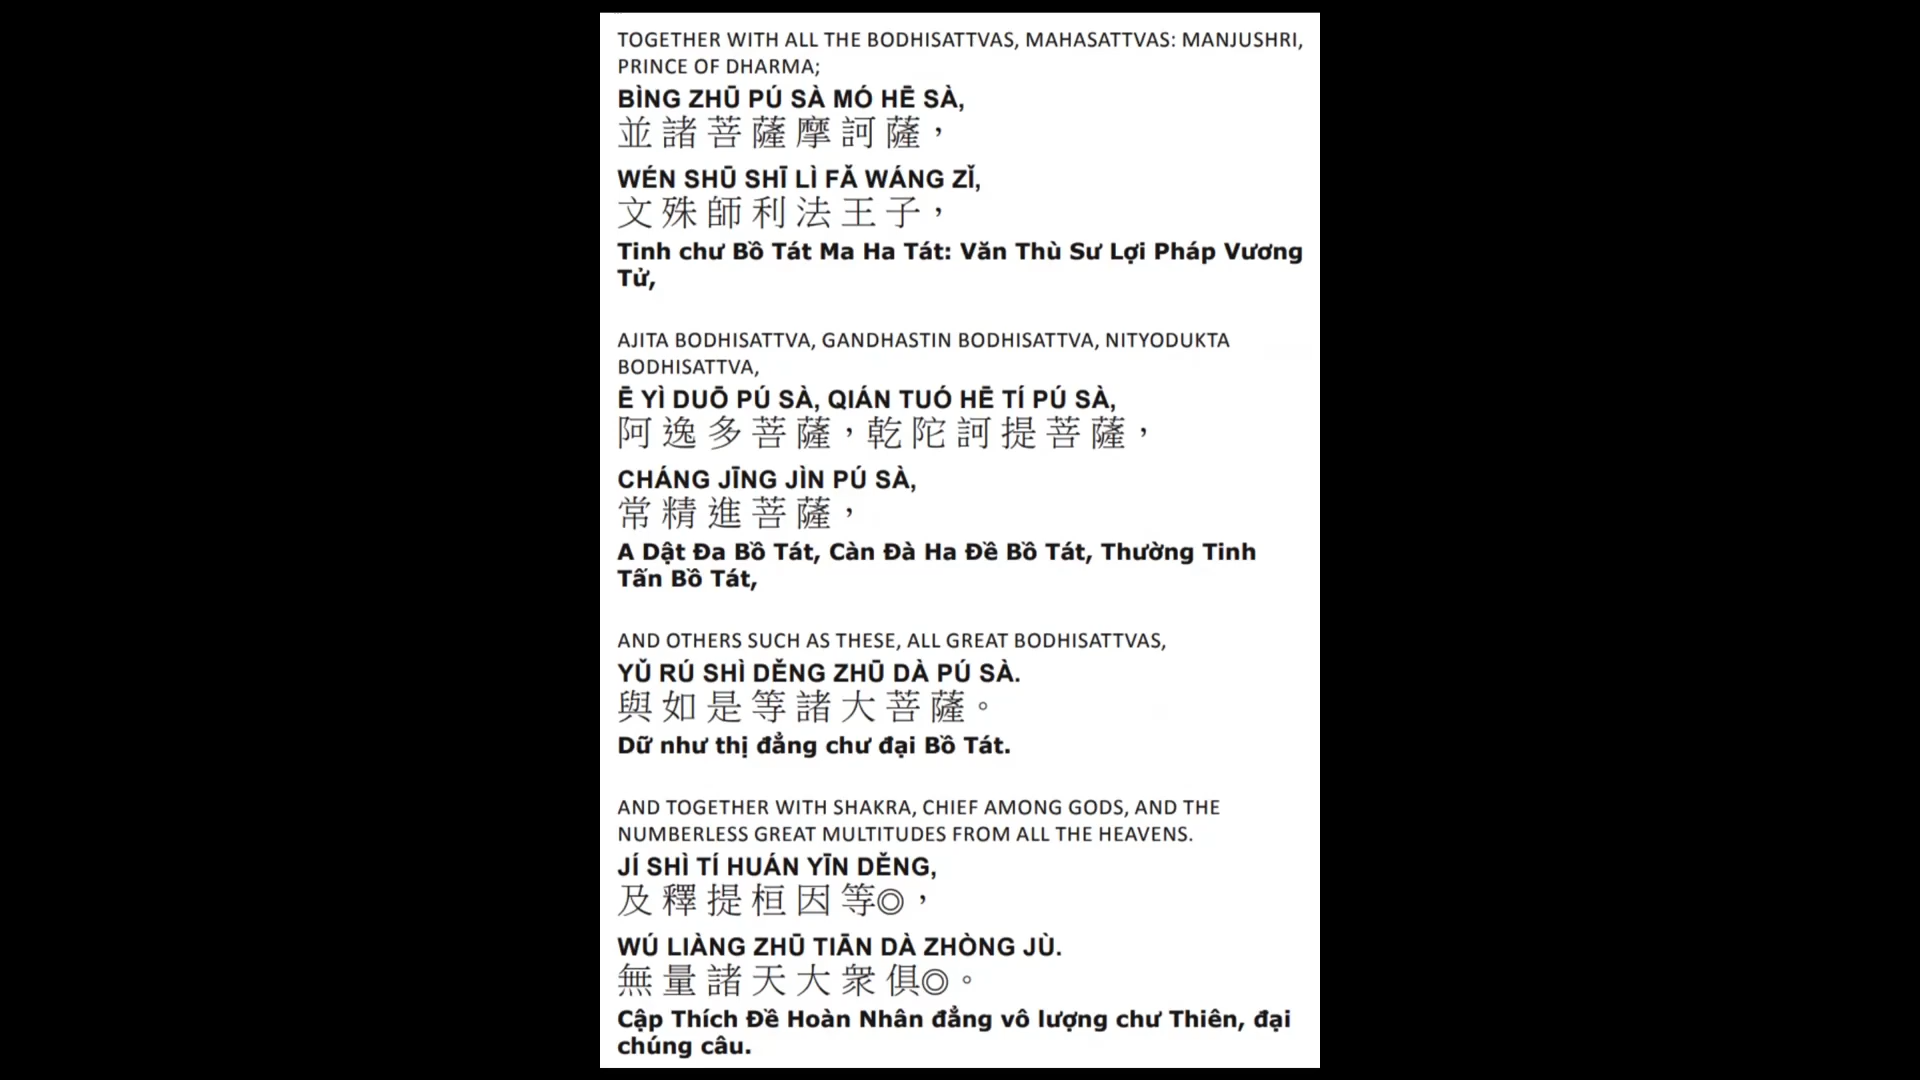 TOGETHER WITH ALL THE BODHISATTVAS, MAHASATTVAS: MANJUSHRI,
PRINCE OF DHARMA;
BÌNG ZHŪ PÚ SÀ MÓ HĒ SÀ,
並諸菩薩摩訶薩，
WÉN SHŪ SHĪ LÌ FǍ WÁNG ZǏ,
文殊師利法王子，
Tinh chư Bồ Tát Ma Ha Tát: Văn Thù Sư Lợi Pháp Vương
Tử,
AJITA BODHISATTVA, GANDHASTIN BODHISATTVA, NITYODUKTA
BODHISATTVA,
Ē YÌ DUŌ PÚ SÀ, QIÁN TUÓ HĒ TÍ PÚ SÀ,
阿逸多菩薩，乾陀訶提菩薩，
CHÁNG JĪNG JÌN PÚ SÀ,
常精進菩薩，
A Dật Đa Bồ Tát, Càn Đà Ha Đề Bồ Tát, Thường Tinh
Tấn Bồ Tát,
AND OTHERS SUCH AS THESE, ALL GREAT BODHISATTVAS,
YǓ RÚ SHÌ DĚNG ZHŪ DÀ PÚ SÀ.
與如是等諸大菩薩。
Dữ như thị đẳng chư đại Bồ Tát.
AND TOGETHER WITH SHAKRA, CHIEF AMONG GODS, AND THE
NUMBERLESS GREAT MULTITUDES FROM ALL THE HEAVENS.
JÍ SHÌ TÍ HUÁN YĪN DĚNG,
及釋提桓因等◎，
WÚ LIÀNG ZHŪ TIĀN DÀ ZHÒNG JÙ.
無量諸天大眾俱◎。
Cập Thích Đề Hoàn Nhân đẳng vô lượng chư Thiên, đại
chúng câu.